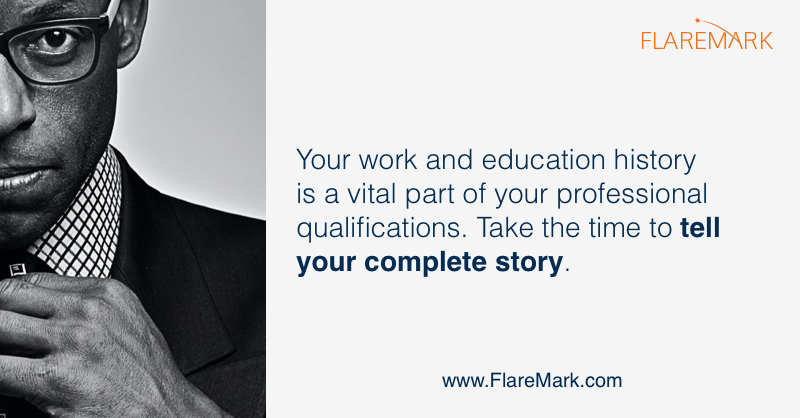 FLAREMARK
Your work and education history
is a vital part of your professional
qualifications. Take the time to tell
your complete story.
www.FlareMark.com